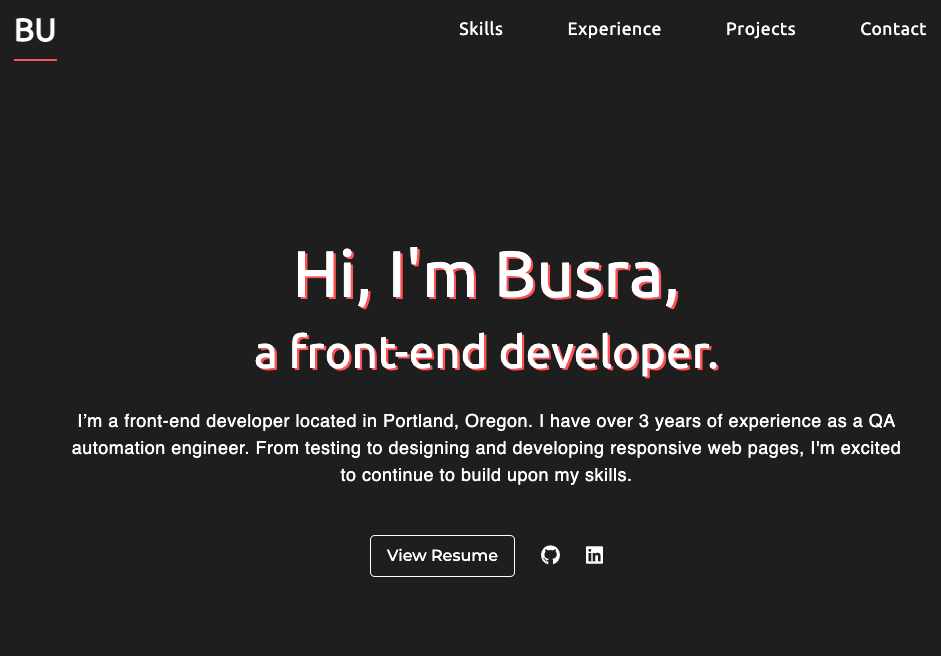 BU
Skills Experience Projects Contact
Hi, I'm Busra,
a front-end developer.
I’m a front-end developer located in Portland, Oregon. I have over 3 years of experience as a QA
automation engineer. From testing to designing and developing responsive web pages, I'm excited
to continue to build upon my skills.
View Resume
in